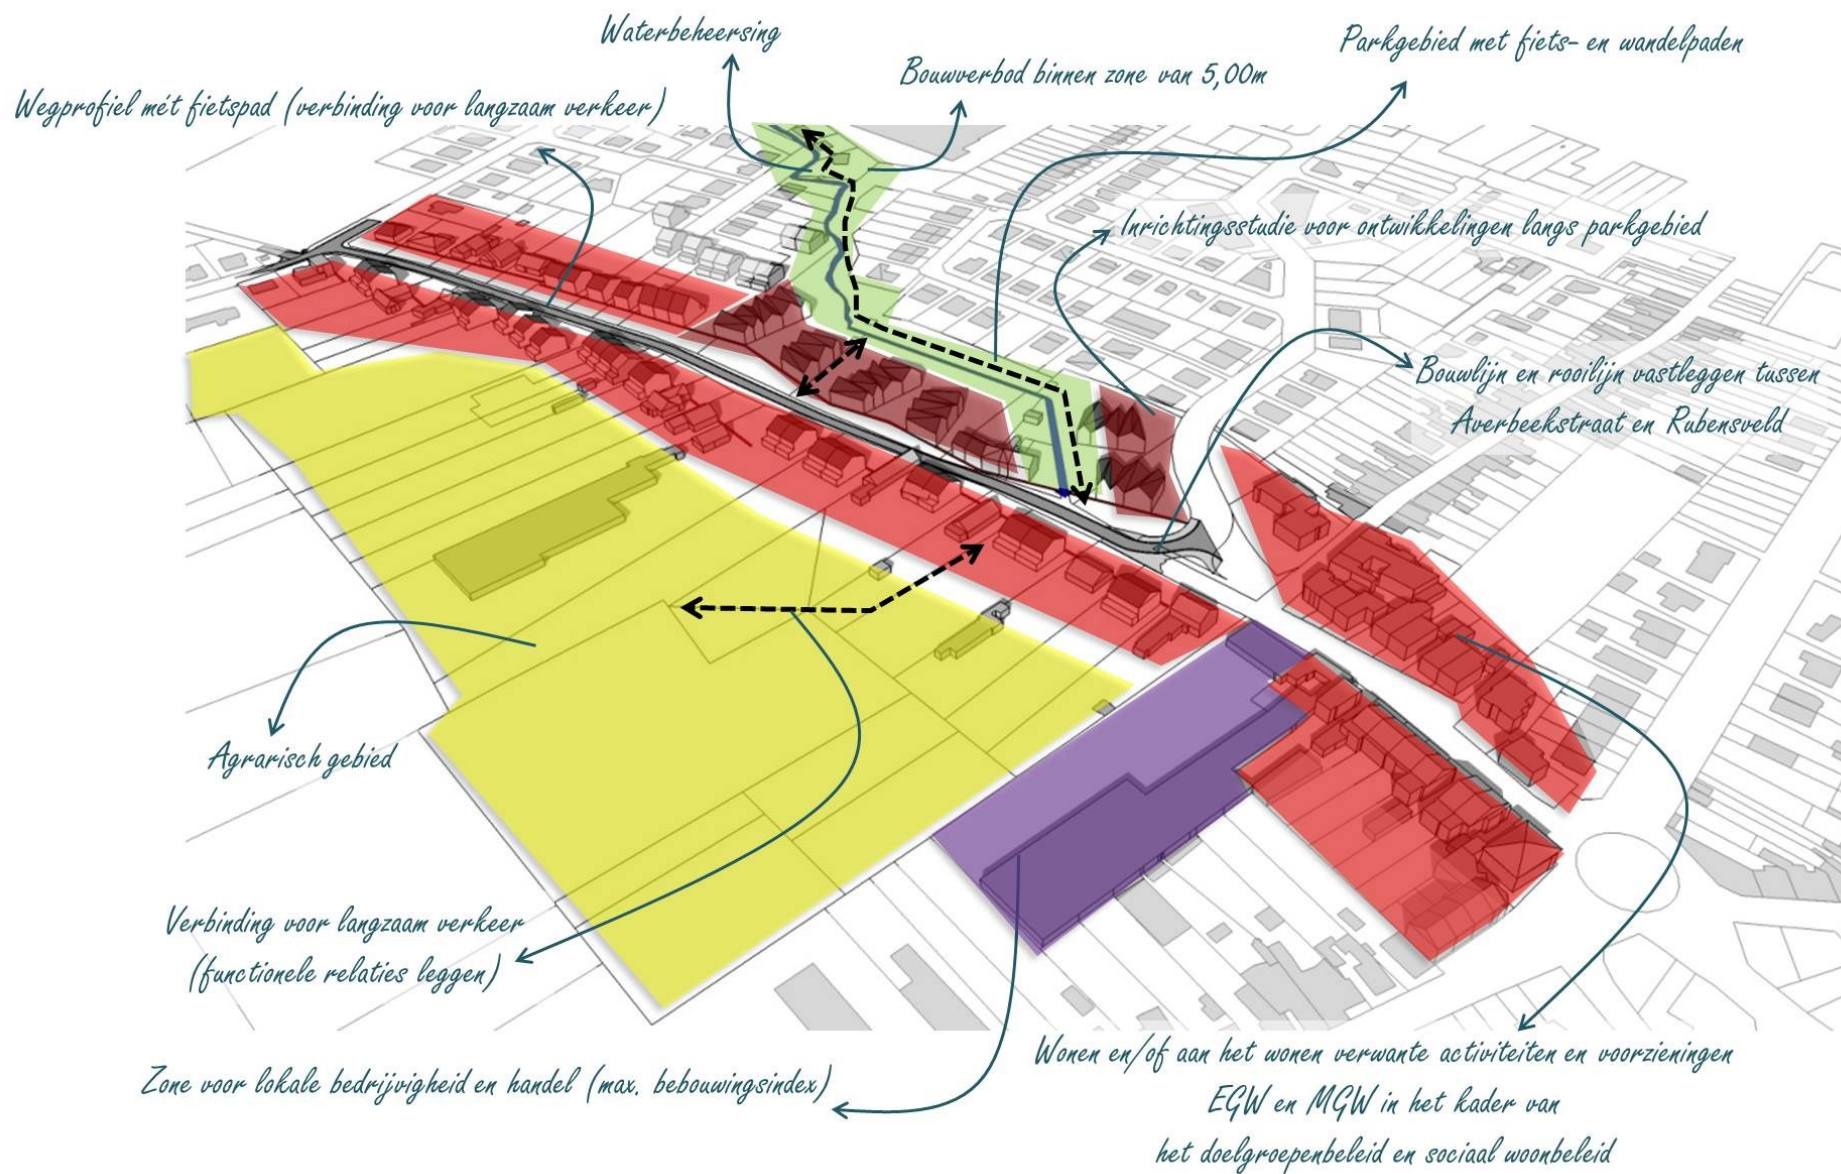 Waterbeheersing
Parkgebied met fiets- en wandelpaden
Bouwverbod binnen zone van 5,00m
Wegprofiel mét fietspad (verbinding voor langzaam verkeer)
Inrichtingsstudie voor ontwikkelingen langs parkgebied
Bouwlijn en rooilijn vastleggen tussen
Averbeekstraat en Rubensveld
Agrarisch gebied
Verbinding voor langzaam verkeer
(functionele relaties leggen)
Zone voor lokale bedrijvigheid en handel (max. bebouwingsindex)
Wonen en/of aan het wonen verwante activiteiten en voorzieningen
EGW en MGW in het kader van
het doelgroepenbeleid en sociaal woonbeleid